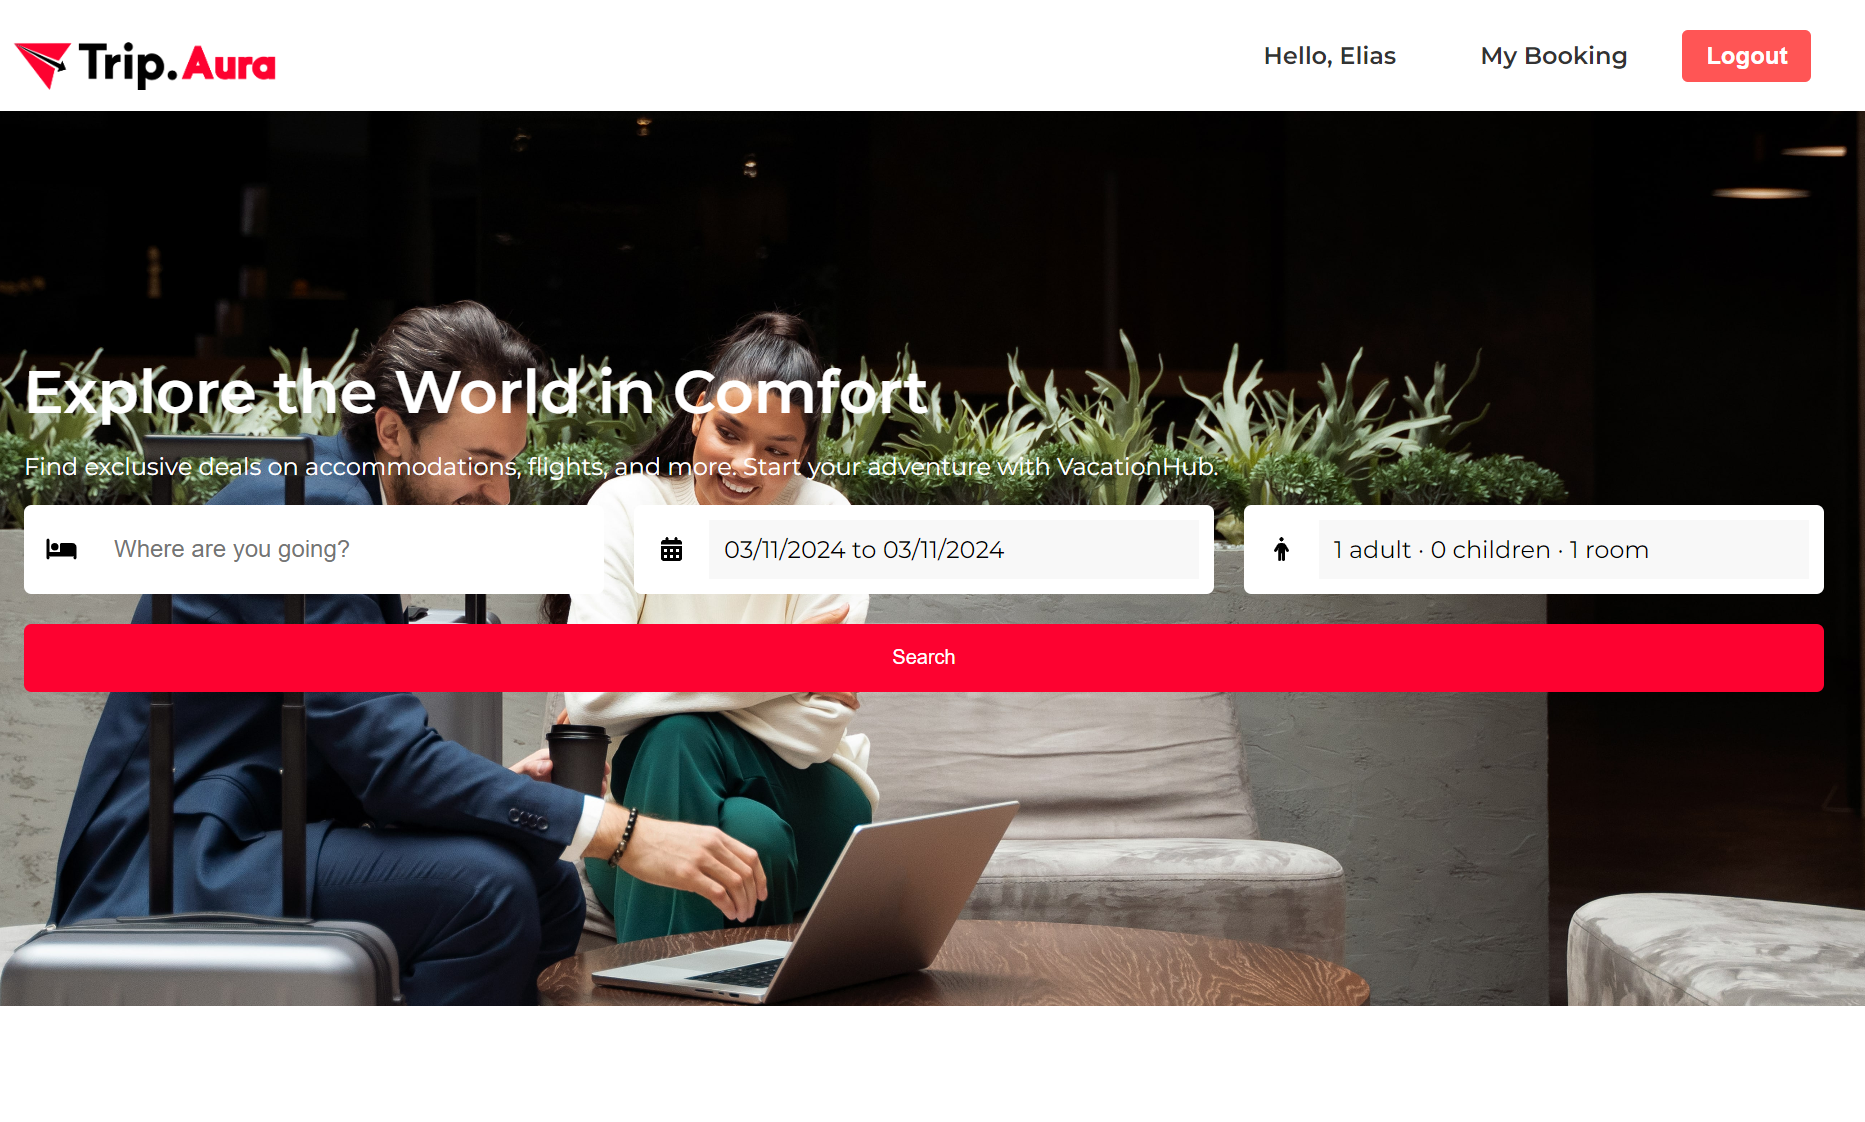 Trip.Aura
Hello, Elias
My Booking
Logout
Explore the World in Comfort
Find exclusive deals on accommodations, flights, and more. Start your adventure with VacationHub.
Where are you going?
03/11/2024 to 03/11/2024
1 adult · 0 children · 1 room
Search